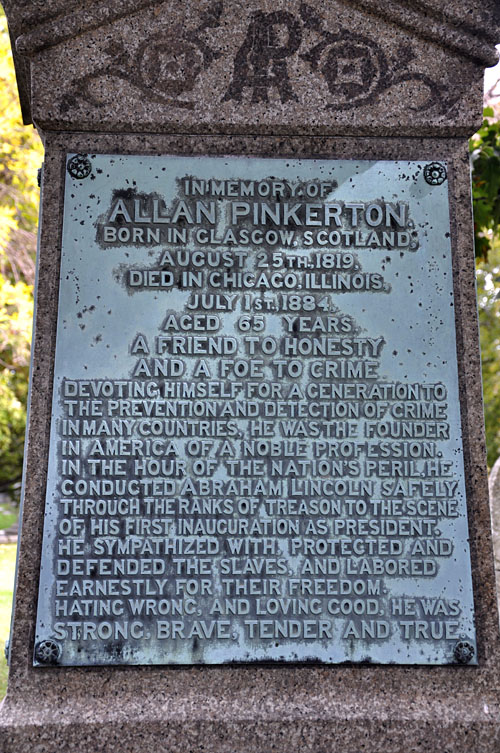 IN MEMORY OF
ALLAN PINKERTON
BORN IN GLASGOW, SCOTLAND,
AUGUST 25TH, 1819.
DIED IN CHICAGO, ILLINOIS,
JULY 1ST, 1884.
AGED 65 YEARS.
A FRIEND TO HONESTY
AND A FOE TO CRIME
DEVOTING HIMSELF FOR A GENERATION TO
THE PREVENTION AND DETECTION OF CRIME
IN MANY COUNTRIES, HE WAS THE FOUNDER
IN AMERICA OF A NOBLE PROFESSION.
IN THE HOUR OF THE NATION'S PERIL, HE
CONDUCTED ABRAHAM LINCOLN SAFELY
THROUGH THE RANKS OF TREASON TO THE SCENE
OF HIS FIRST INAUGURATION AS PRESIDENT.
HE SYMPATHIZED WITH, PROTECTED AND
DEFENDED THE SLAVES, AND LABORED
EARNESTLY FOR THEIR FREEDOM.
HATING WRONG, AND LOVING GOOD, HE WAS
STRONG, BRAVE, TENDER AND TRUE.